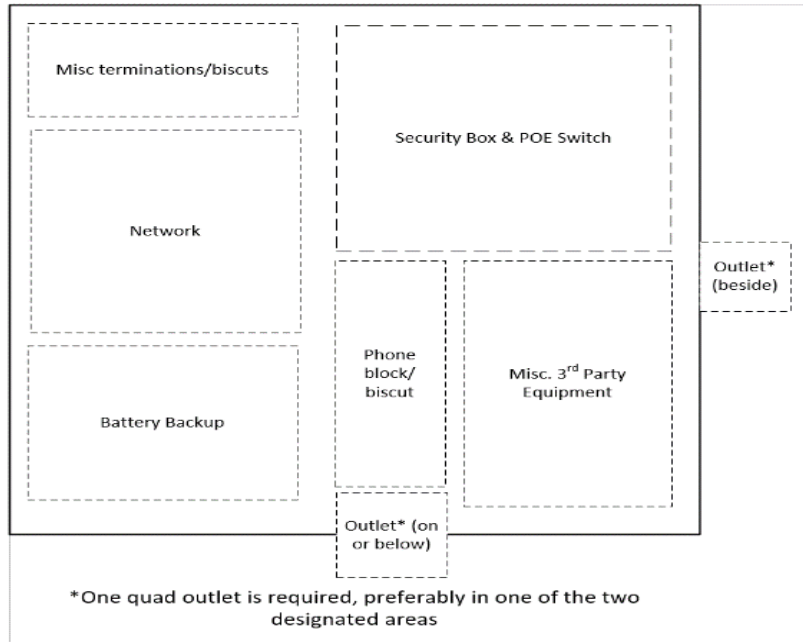 Misc terminations/biscuts
Security Box & POE Switch
Network
Outlet*
(beside)
Phone
block/
biscut
Misc. 3rd Party
Equipment
Battery Backup
Outlet* (on
or below)
*One quad outlet is required, preferably in one of the two
designated areas